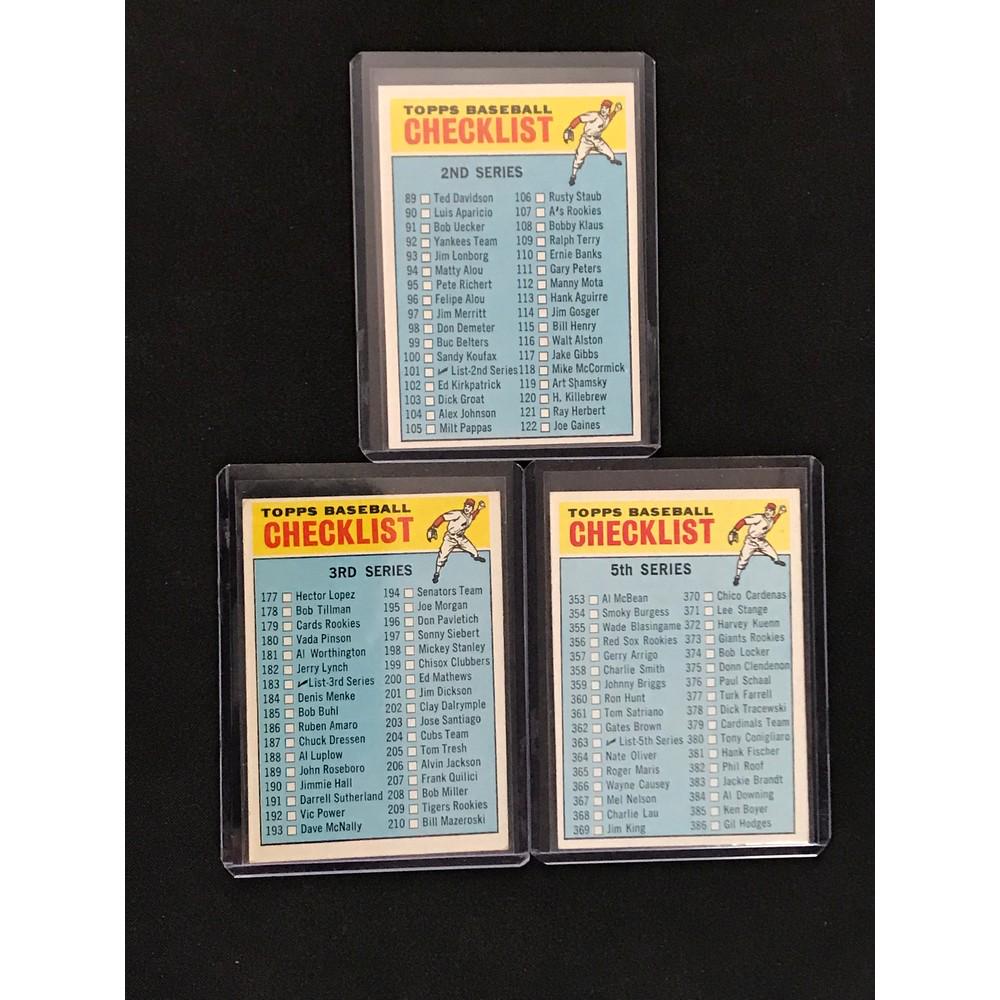 TOPPS BASEBALL
CHECKLIST
2ND SERIES
89 Ted Davidson
90 Luis Aparicio
91 Bob Uecker
92 Yankees Team
93 Jim Lonborg
94 Matty Alou
95 Pete Richert
96 Felipe Alou
97 Jim Merritt
98 Don Demeter
99 Buc Belters
100 Sandy Koufax
101 List-2nd Series
102 Ed Kirkpatrick
103 Dick Groat
104 Alex Johnson
105 Milt Pappas
106 Rusty Staub
107 A's Rookies
108 Bobby Klaus
109 Ralph Terry
110 Ernie Banks
111 Gary Peters
112 Manny Mota
113 Hank Aguirre
114 Jim Gosger
115 Bill Henry
116 Walt Alston
117 Jake Gibbs
118 Mike McCormick
119 Art Shamsky
120 H. Killebrew
121 Ray Herbert
122 Joe Gaines
TOPPS BASEBALL
CHECKLIST
3RD SERIES
177 Hector Lopez
178 Bob Tillman
179 Cards Rookies
180 Vada Pinson
181 Al Worthington
182 Jerry Lynch
183 List-3rd Series
184 Denis Menke
185 Bob Buhl
186 Ruben Amaro
187 Chuck Dressen
188 Al Luplow
189 John Roseboro
190 Jimmie Hall
191 Darrell Sutherland
192 Vic Power
193 Dave McNally
194 Senators Team
195 Joe Morgan
196 Don Pavletich
197 Sonny Siebert
198 Mickey Stanley
199 Chisox Clubbers
200 Ed Mathews
201 Jim Dickson
202 Clay Dalrymple
203 Jose Santiago
204 Cubs Team
205 Tom Tresh
206 Alvin Jackson
207 Frank Quilici
208 Bob Miller
209 Tigers Rookies
210 Bill Mazeroski
TOPPS BASEBALL
CHECKLIST
5th SERIES
353 Al McBean
354 Smoky Burgess
355 Wade Blasingame
356 Red Sox Rookies
357 Gerry Arrigo
358 Charlie Smith
359 Johnny Briggs
360 Ron Hunt
361 Tom Satriano
362 Gates Brown
363 List-5th Series
364 Nate Oliver
365 Roger Maris
366 Wayne Causey
367 Mel Nelson
368 Charlie Lau
369 Jim King
370 Chico Cardenas
371 Lee Stange
372 Harvey Kuenn
373 Giants Rookies
374 Bob Locker
375 Donn Clendenon
376 Paul Schaal
377 Turk Farrell
378 Dick Tracewski
379 Cardinals Team
380 Tony Conigliaro
381 Hank Fischer
382 Phil Roof
383 Jackie Brandt
384 Al Downing
385 Ken Boyer
386 Gil Hodges